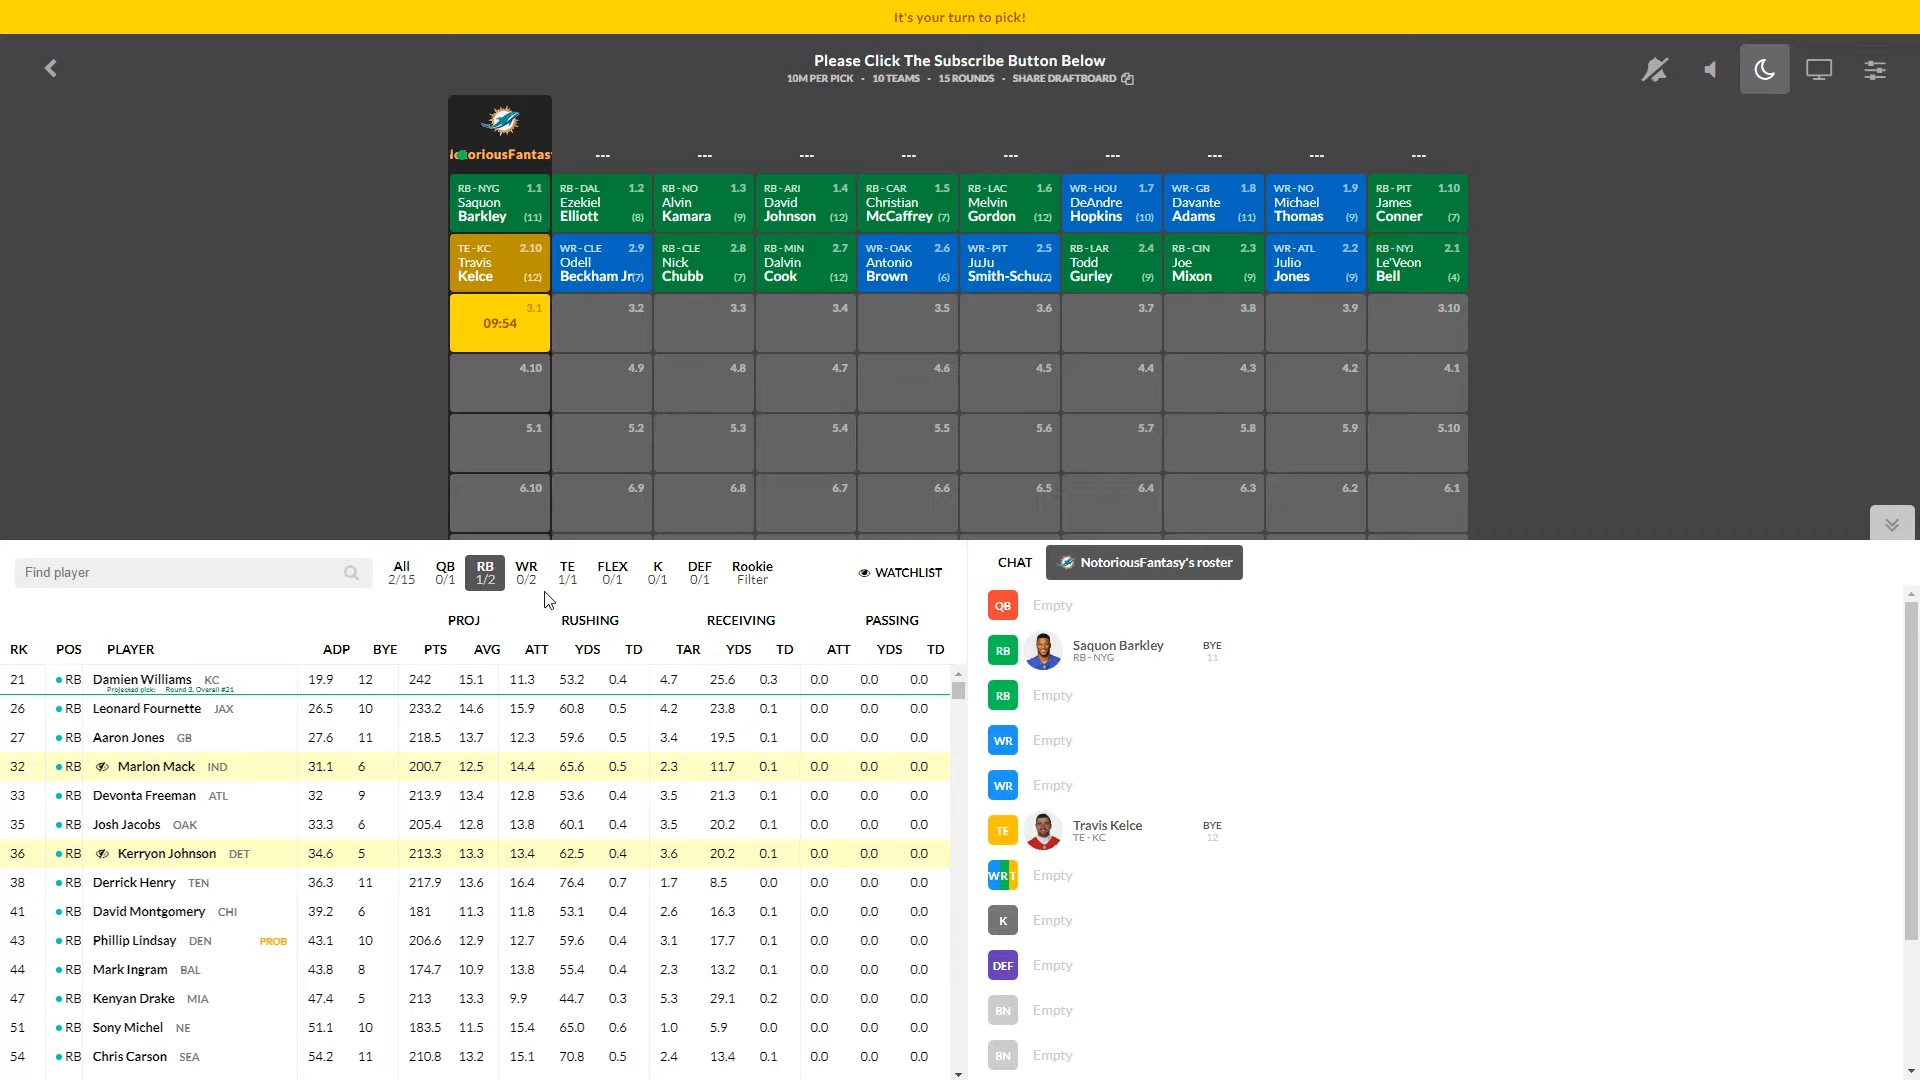 It's your turn to pick!
Please Click The Subscribe Button Below
10M PER PICK - 10 TEAMS - 15 ROUNDS - SHARE DRAFTBOARD
--- --- --- --- --- --- --- --- ---
RB - NYG 1.1 RB - DAL 1.2 RB - NO 1.3 RB - ARI 1.4 RB - CAR 1.5 RB - LAC 1.6 WR - HOU 1.7 WR - GB 1.8 WR - NO 1.9 RB - PIT 1.10
Saquon Ezekiel Alvin David Christian Melvin DeAndre Davante Michael James
Barkley (11) Elliott (8) Kamara (9) Johnson (12) McCaffrey (7) Gordon (12) Hopkins (10) Adams (11) Thomas (9) Conner (7)
TE - KC 2.10 WR - CLE 2.9 RB - CLE 2.8 RB - MIN 2.7 WR - OAK 2.6 WR - PIT 2.5 RB - LAR 2.4 RB - CIN 2.3 WR - ATL 2.2 RB - NYJ 2.1
Travis Odell Nick Dalvin Antonio JuJu Todd Joe Julio Le'Veon
Kelce (12) Beckham Jr (7) Chubb (7) Cook (12) Brown (6) Smith-Schu... Gurley (9) Mixon (9) Jones (9) Bell (4)
3.1 3.2 3.3 3.4 3.5 3.6 3.7 3.8 3.9 3.10
09:54
4.10 4.9 4.8 4.7 4.6 4.5 4.4 4.3 4.2 4.1
5.1 5.2 5.3 5.4 5.5 5.6 5.7 5.8 5.9 5.10
6.10 6.9 6.8 6.7 6.6 6.5 6.4 6.3 6.2 6.1
Find player
All QB RB WR TE FLEX K DEF Rookie
2/15 0/1 1/2 0/2 1/1 0/1 0/1 0/1 Filter
WATCHLIST
PROJ RUSHING RECEIVING PASSING
RK POS PLAYER ADP BYE PTS AVG ATT YDS TD TAR YDS TD ATT YDS TD
21 RB Damien Williams KC 19.9 12 242 15.1 11.3 53.2 0.4 4.7 25.6 0.3 0.0 0.0 0.0
Projected pick: Round 3, Overall #21
26 RB Leonard Fournette JAX 26.5 10 233.2 14.6 15.9 60.8 0.5 4.2 23.8 0.1 0.0 0.0 0.0
27 RB Aaron Jones GB 27.6 11 218.5 13.7 12.3 59.6 0.5 3.4 19.5 0.1 0.0 0.0 0.0
32 RB Marlon Mack IND 31.1 6 200.7 12.5 14.4 65.6 0.5 2.3 11.7 0.1 0.0 0.0 0.0
33 RB Devonta Freeman ATL 32 9 213.9 13.4 12.8 53.6 0.4 3.5 21.3 0.1 0.0 0.0 0.0
35 RB Josh Jacobs OAK 33.3 6 205.4 12.8 13.8 60.1 0.4 3.5 20.2 0.1 0.0 0.0 0.0
36 RB Kerryon Johnson DET 34.6 5 213.3 13.3 13.4 62.5 0.4 3.6 20.2 0.1 0.0 0.0 0.0
38 RB Derrick Henry TEN 36.3 11 217.9 13.6 16.4 76.4 0.7 1.7 8.5 0.0 0.0 0.0 0.0
41 RB David Montgomery CHI 39.2 6 181 11.3 11.8 53.1 0.4 2.6 16.3 0.1 0.0 0.0 0.0
43 RB Phillip Lindsay DEN PROB 43.1 10 206.6 12.9 12.7 59.6 0.4 3.1 17.7 0.1 0.0 0.0 0.0
44 RB Mark Ingram BAL 43.8 8 174.7 10.9 13.8 55.4 0.4 2.3 13.2 0.1 0.0 0.0 0.0
47 RB Kenyan Drake MIA 47.4 5 213 13.3 9.9 44.7 0.3 5.3 29.1 0.2 0.0 0.0 0.0
51 RB Sony Michel NE 51.1 10 183.5 11.5 15.4 65.0 0.6 1.0 5.9 0.0 0.0 0.0 0.0
54 RB Chris Carson SEA 54.2 11 210.8 13.2 15.1 70.8 0.5 2.4 13.4 0.1 0.0 0.0 0.0
CHAT NotoriousFantasy's roster
QB Empty
RB Saquon Barkley BYE
RB - NYG 11
RB Empty
WR Empty
WR Empty
TE Travis Kelce BYE
TE - KC 12
WRT Empty
K Empty
DEF Empty
BN Empty
BN Empty